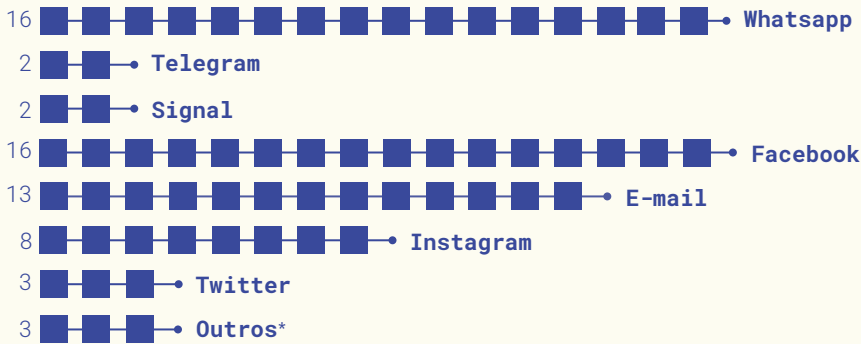 16 Whatsapp
2 Telegram
2 Signal
16 Facebook
13 E-mail
8 Instagram
3 Twitter
3 Outros*